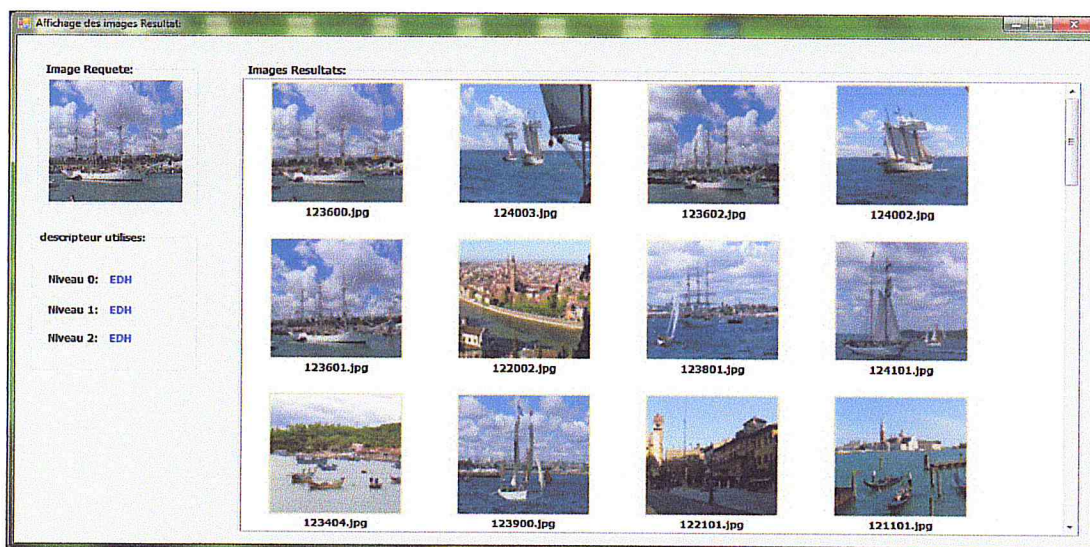 Affichage des images Resultat:
Image Requete:
Images Resultats:
123600.jpg
124003.jpg
123602.jpg
124002.jpg
descripteur utilises:
Niveau 0: EDH
Niveau 1: EDH
Niveau 2: EDH
123601.jpg
122002.jpg
123801.jpg
124101.jpg
123404.jpg
123900.jpg
122101.jpg
121101.jpg